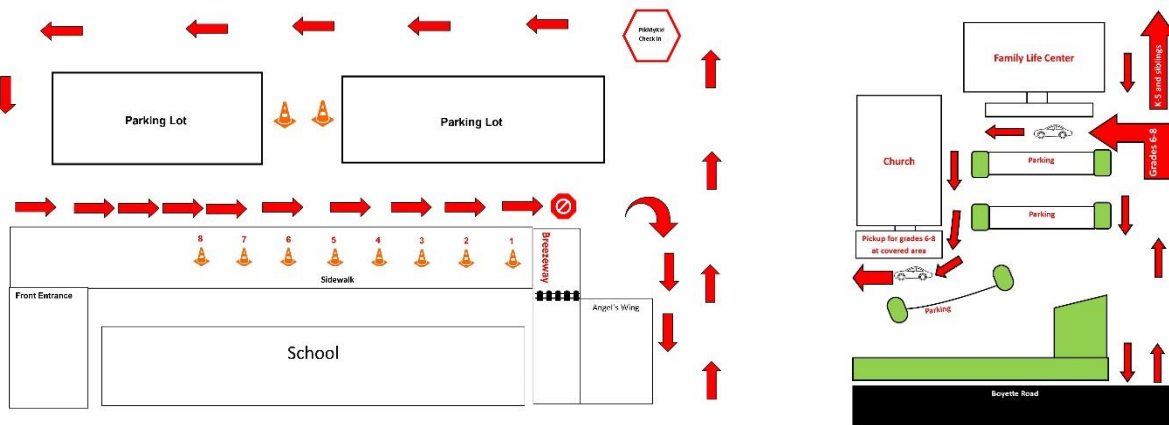 PikMyKid
Check In
Parking Lot
Parking Lot
8 7 6 5 4 3 2 1
Breezeway
Sidewalk
Front Entrance
Angel's Wing
School
Family Life Center
K-5 and siblings
Grades 6-8
Church
Parking
Parking
Pickup for grades 6-8
at covered area
Parking
Boyette Road